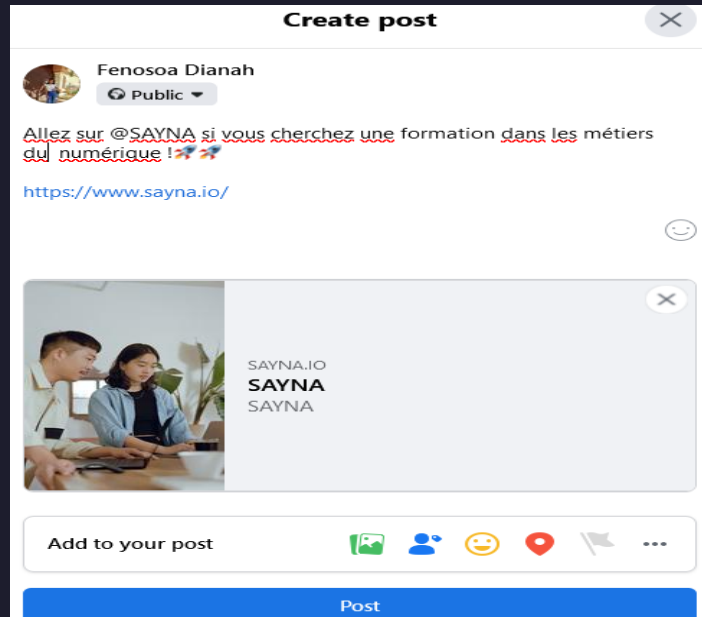 Create post
Fenosoa Dianah
Public
Allez sur @SAYNA si vous cherchez une formation dans les métiers
du numérique !🚀🚀
https://www.sayna.io/
SAYNA.IO
SAYNA
SAYNA
Add to your post
Post